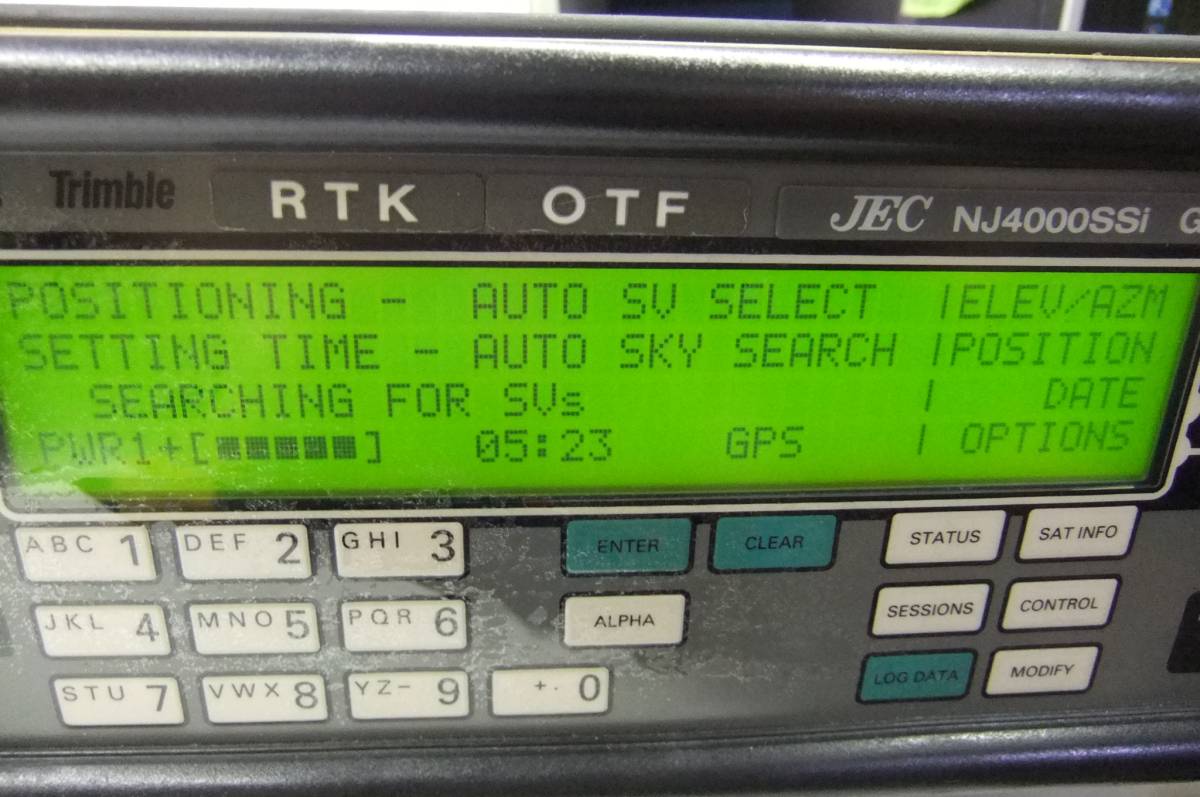 Trimble RTK OTF JEC NJ4000SSi G
POSITIONING - AUTO SV SELECT |ELEV/AZM
SETTING TIME - AUTO SKY SEARCH |POSITION
SEARCHING FOR SVs | DATE
PWR1+[■■■■■] 05:23 GPS | OPTIONS
ABC 1 DEF 2 GHI 3 ENTER CLEAR STATUS SAT INFO
JKL 4 MNO 5 PQR 6 ALPHA SESSIONS CONTROL
STU 7 VWX 8 YZ- 9 +. 0 LOG DATA MODIFY